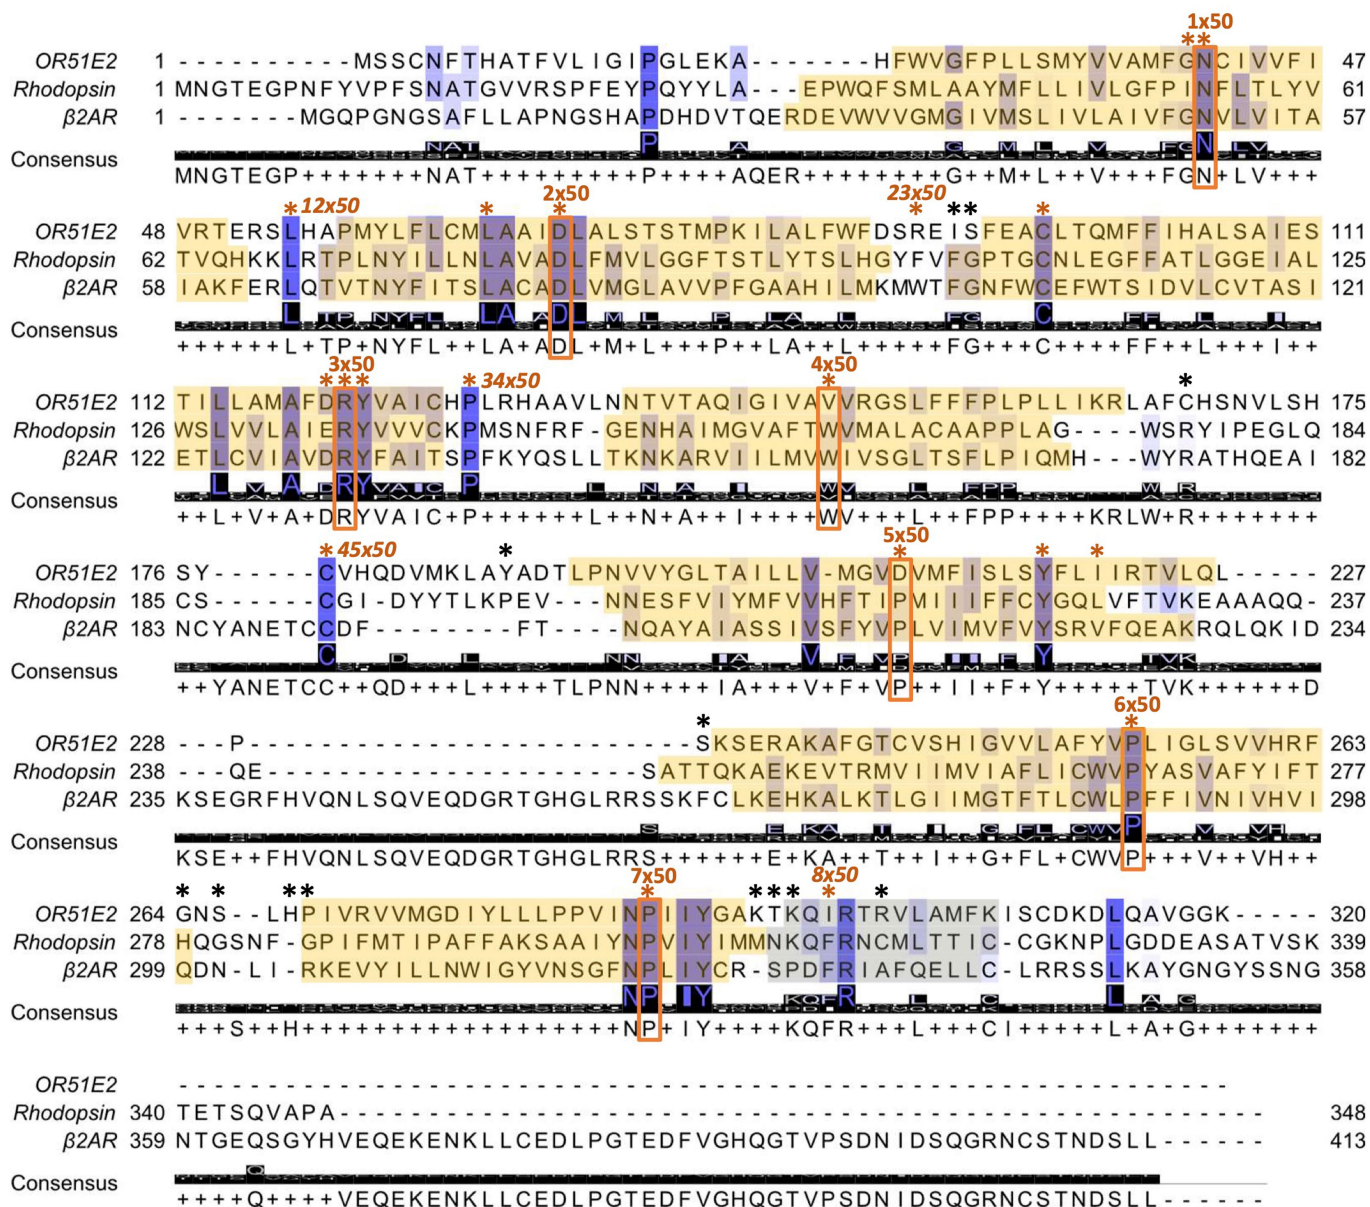 1x50
**
OR51E2 1 - - - - - - - - - - MSSCNFTHATFVLIGIPGLEKA - - - - - - - HFWVGFPLLSMYVVAMFGNCIVVFI 47
Rhodopsin 1 MNGTEGPNFYVPFSNATGVVRSPFEYPQYYLA - - - EPWQFSMLAAYMFLLIVLGFPINFLTLYV 61
β2AR 1 - - - - - - - MGQPGNGSAFLLAPNGSHAPDHDVTQERDEVWVVGMGIVMSLIVLAIVFGNVLVITA 57
Consensus
MNGTEGP+++++++NAT+++++++++P++++AQER++++++++G++M+L++V+++FGN+LV+++
* 12x50 * 2x50 * 23x50 * ** *
OR51E2 48 VRTERSLHAPMYLFLCMLAAIDLALSTSTMPKILALFWFDSREISFEACLTQMFFIHALSAIES 111
Rhodopsin 62 TVQHKKLRTPLNYILLNLAVADLFMVLGGFTSTLYTSLHGYFVFGPTGCNLEGFFATLGGEIAL 125
β2AR 58 IAKFERLQTVTNYFITSLACADLVMGLAVVPFGAAHILMKMWTFGNFWCEFWTSIDVLCVTASI 121
Consensus
++++++L+TP+NYFL++LA+ADL+M+L+++P++LA++L+++++FG+++C++++FF++L+++I++
3x50
*** * 34x50 4x50 * *
OR51E2 112 TILLAMAFDRYVAICHPLRHAAVLNNTVTAQIGIVAVVRGSLFFFPLPLLIKRLAFCHSNVLSH 175
Rhodopsin 126 WSLVVLAIERYVVVCKPMSNFRF - GENHAIMGVAFTWVMALACAAPPLAG - - - - WSRYIPEGLQ 184
β2AR 122 ETLCVIAVDRYFAITSPFKYQSLLTKNKARVIILMVWIVSGLTSFLPIQMH - - - WYRATHQEAI 182
Consensus
++L+V+A+DRYVAIC+P++++++L++N+A++I++++WV+++L++FPP++++KRLW+R+++++++
* 45x50 * 5x50 * * *
OR51E2 176 SY - - - - - - CVHQDVMKLAYADTLPNVVYGLTAILLV - MGVDVMFISLSYFLIIRTVLQL - - - - - 227
Rhodopsin 185 CS - - - - - - CGI - DYYTLKPEV - - - NNESFVIYMFVVHFTIPMIIIFFCYGQLVFTVKEAAAQQ - 237
β2AR 183 NCYANETCCDF - - - - - - - - FT - - - - NQAYAIASSIVSFYVPLVIMVFVYSRVFQEAKRQLQKID 234
Consensus
++YANETCC++QD+++L++++TLPNN++++IA+++V+F+VP++II+F+Y+++++TVK++++++D
* 6x50 *
OR51E2 228 - - - P - - - - - - - - - - - - - - - - - - - - - - - - - SKSERAKAFGTCVSHIGVVLAFYVPLIGLSVVHRF 263
Rhodopsin 238 - - - QE - - - - - - - - - - - - - - - - - - - - - SATTQKAEKEVTRMVIIMVIAFLICWVPYASVAFYIFT 277
β2AR 235 KSEGRFHVQNLSQVEQDGRTGHGLRRSSKFCLKEHKALKTLGIIMGTFTLCWLPFFIVNIVHVI 298
Consensus
KSE++FHVQNLSQVEQDGRTGHGLRRS++++++E+KA++T++I++G+FL+CWVP+++V++VH++
* * ** 7x50 * *** 8x50 * *
OR51E2 264 GNS - - LHPIVRVVMGDIYLLLPPVINPIIYGAKTKQIRTRVLAMFKISCDKDLQAVGGK - - - - - 320
Rhodopsin 278 HQGSNF - GPIFMTIPAFFAKSAAIYNPVIYIMMNKQFRNCMLTTIC - CGKNPLGDDEASATVSK 339
β2AR 299 QDN - LI - RKEVYILLNWIGYVNSGFNPLIYCR - SPDFRIAFQELLC - LRRSSLKAYGNGYSSNG 358
Consensus
+++S++H++++++++++++++++++NP+IY++++KQFR+++L+++CI+++++L+A+G+++++++
OR51E2 - - - - - - - - - - - - - - - - - - - - - - - - - - - - - - - - - - - - - - - - - - - - - - - - - - - - - - - - - - -
Rhodopsin 340 TETSQVAPA - - - - - - - - - - - - - - - - - - - - - - - - - - - - - - - - - - - - - - - - - - - - - - - - - - - - 348
β2AR 359 NTGEQSGYHVEQEKENKLLCEDLPGTEDFVGHQGTVPSDNIDSQGRNCSTNDSLL - - - - - - 413
Consensus
++++Q++++VEQEKENKLLCEDLPGTEDFVGHQGTVPSDNIDSQGRNCSTNDSLL - - - - - -